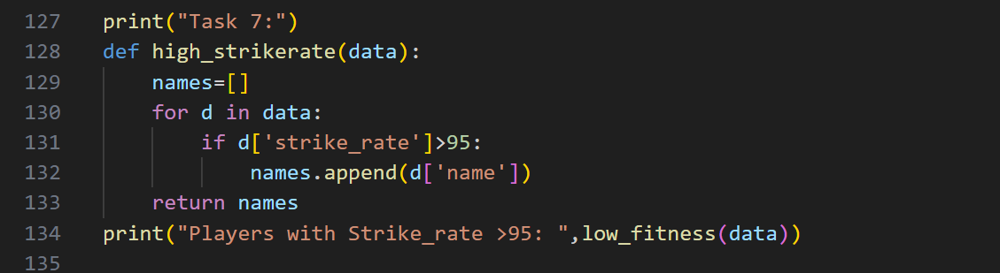 127 print("Task 7:")
128 def high_strikerate(data):
129     names=[]
130     for d in data:
131         if d['strike_rate']>95:
132             names.append(d['name'])
133     return names
134 print("Players with Strike_rate >95: ",low_fitness(data))
135